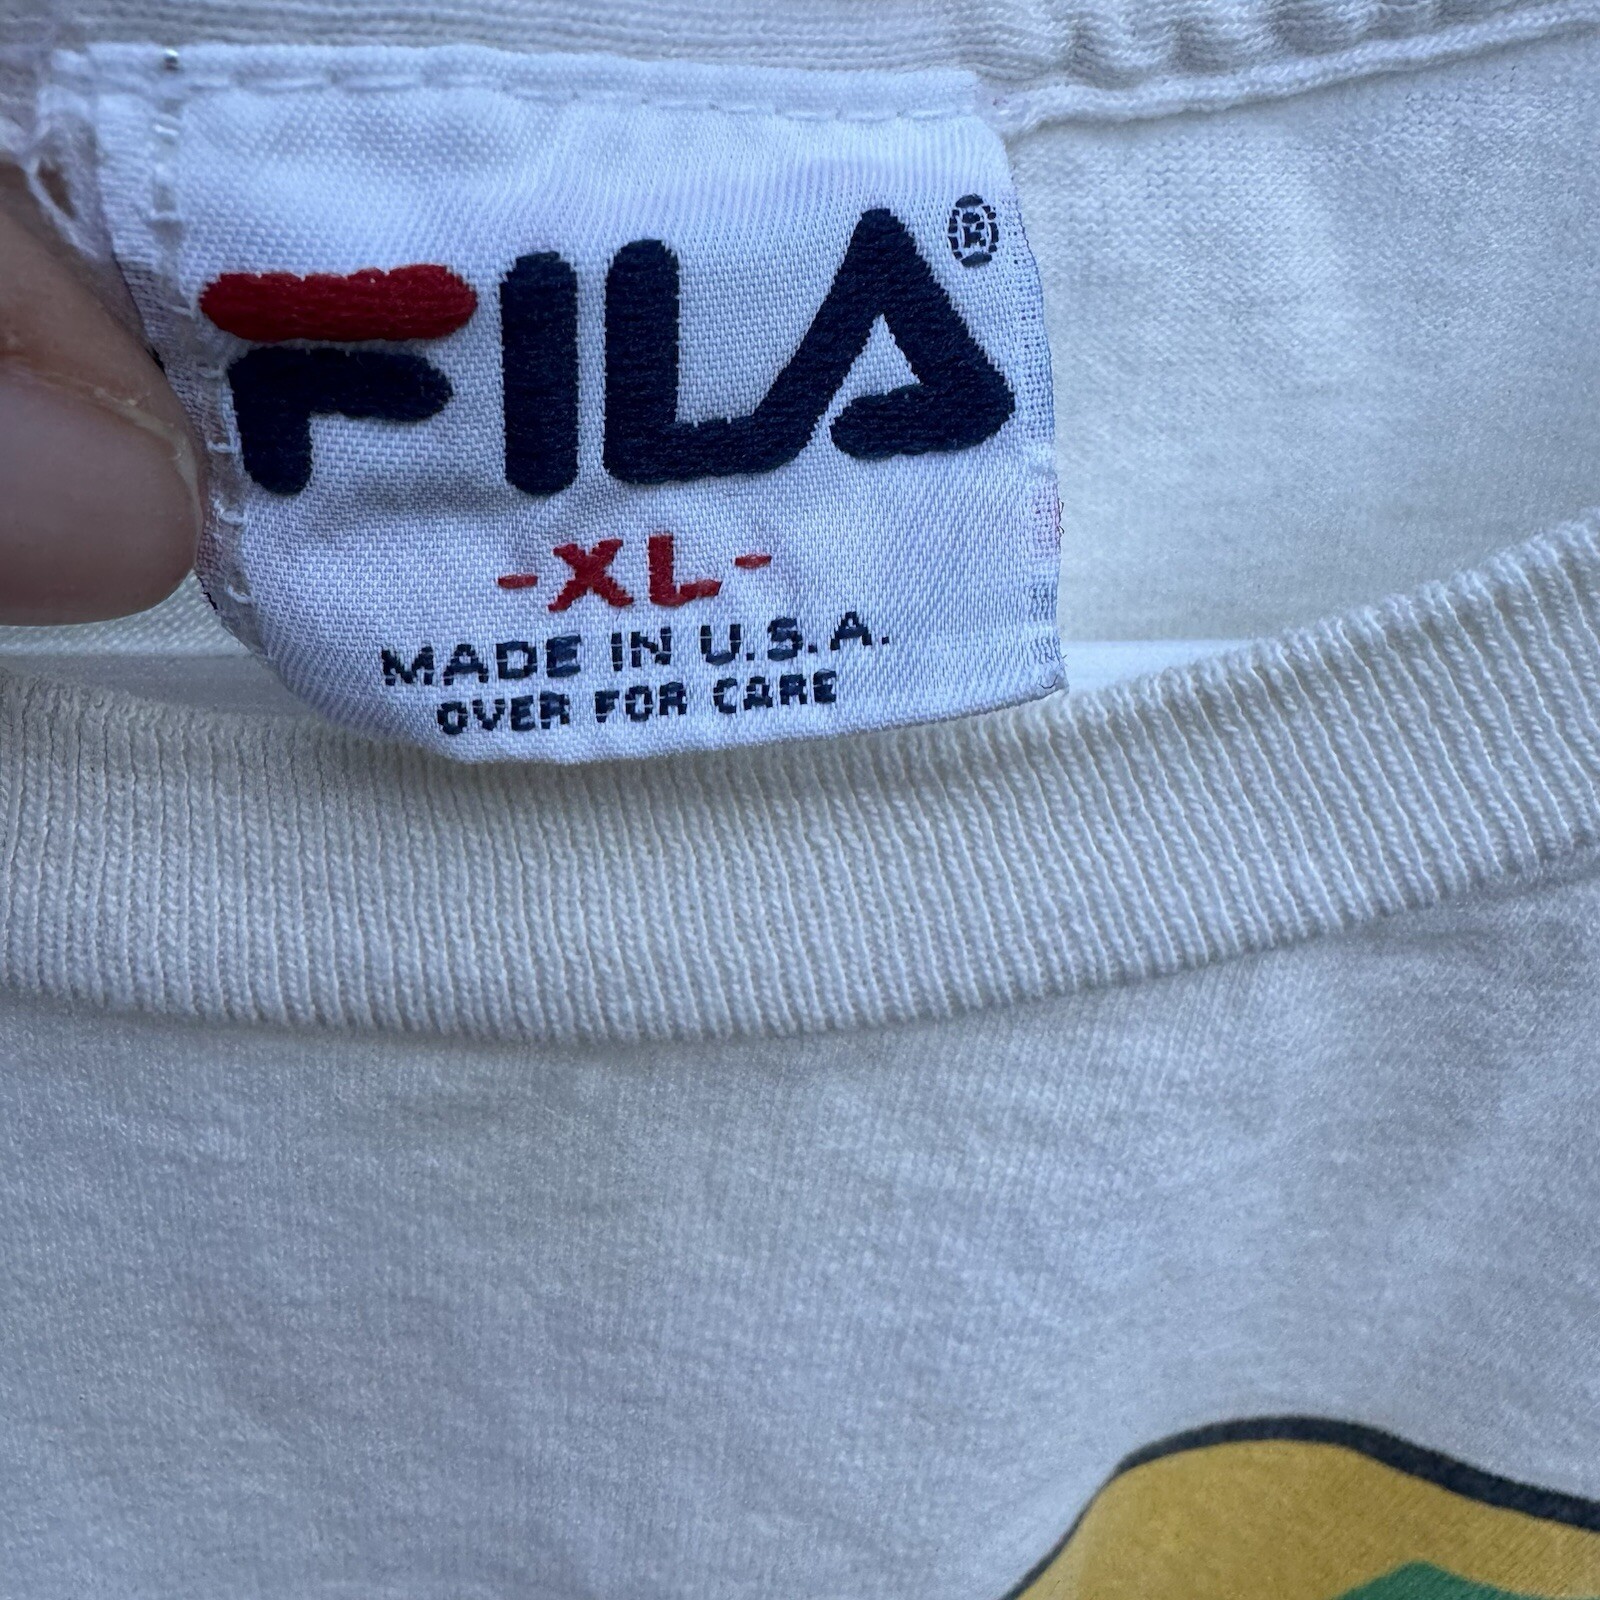 FILA®
-XL-
MADE IN U.S.A.
OVER FOR CARE